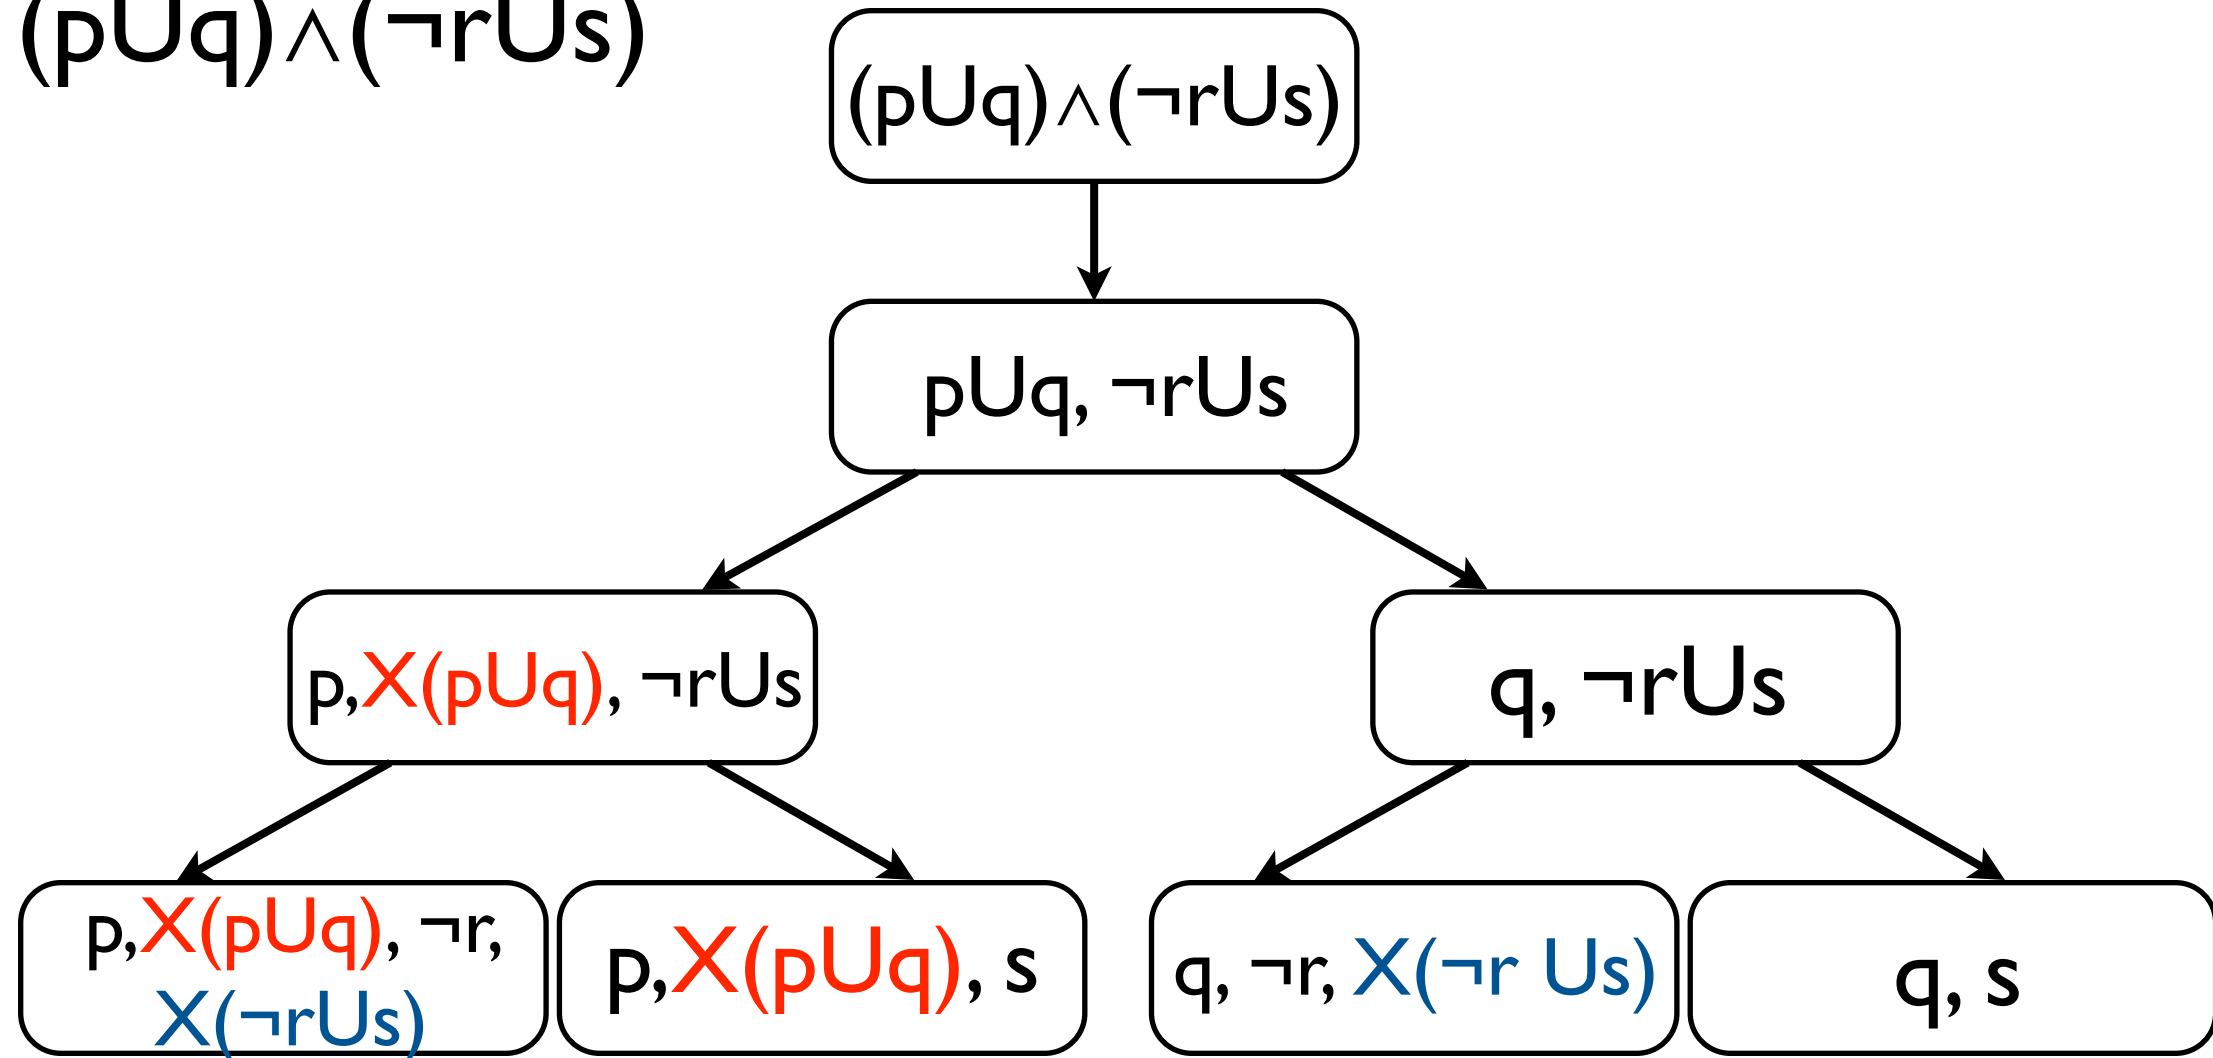 (pUq)∧(¬rUs)
(pUq)∧(¬rUs)
pUq, ¬rUs
p,X(pUq), ¬rUs
q, ¬rUs
p,X(pUq), ¬r,
X(¬rUs)
p,X(pUq), s
q, ¬r, X(¬r Us)
q, s